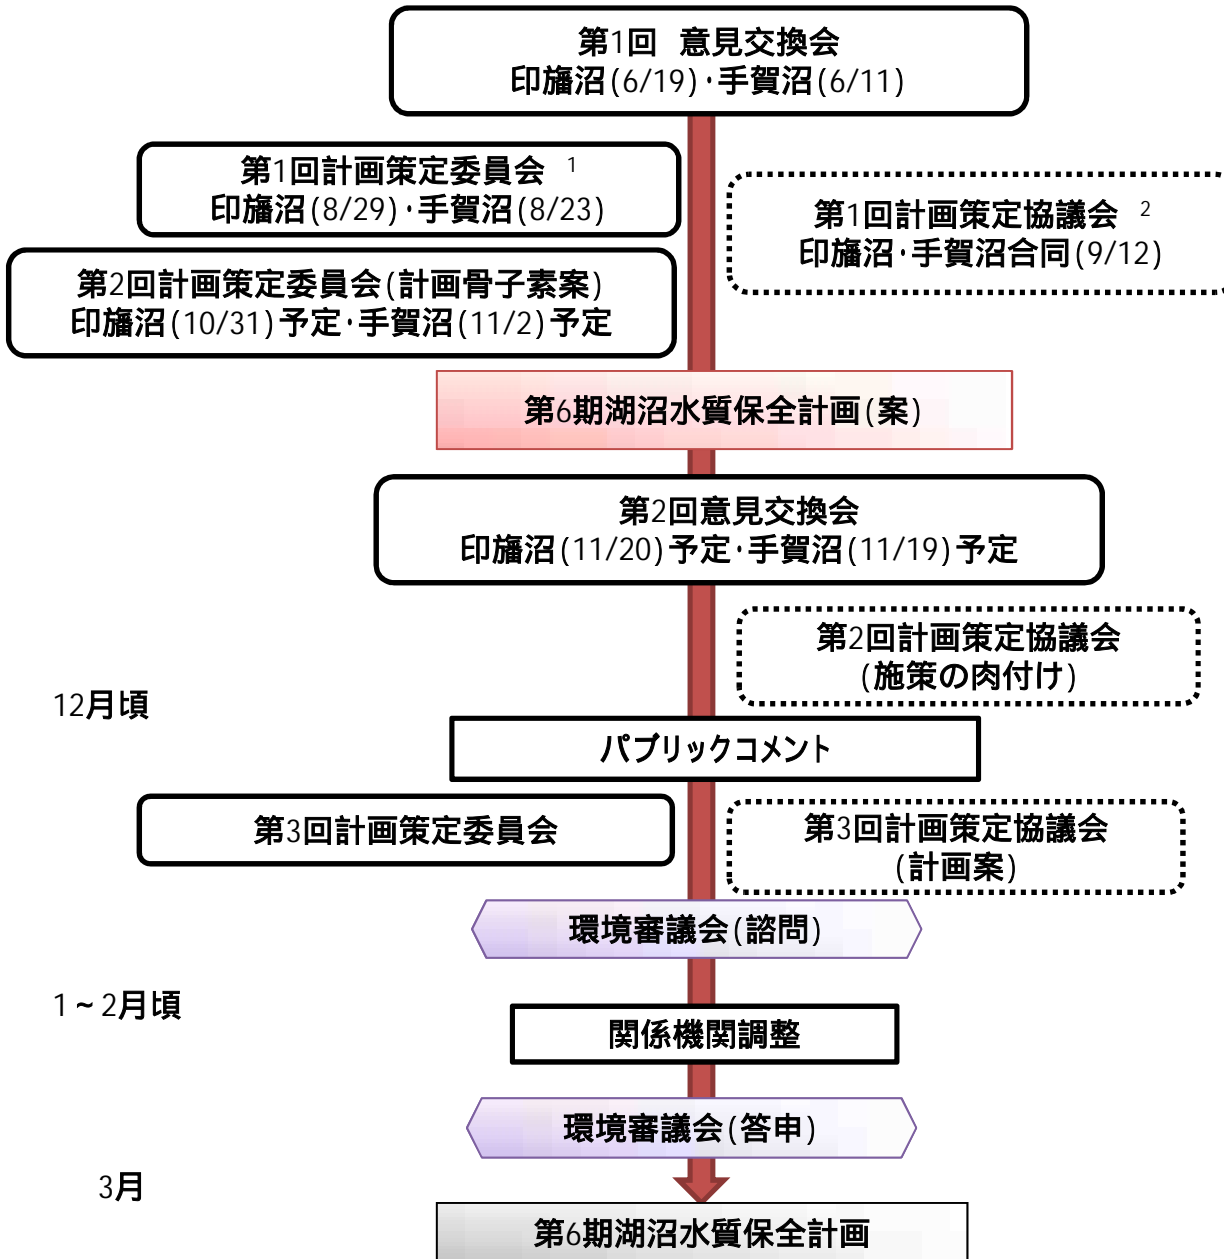 第1回 意見交換会
印旛沼(6/19)・手賀沼(6/11)
第1回計画策定委員会 1
印旛沼(8/29)・手賀沼(8/23)
第1回計画策定協議会 2
印旛沼・手賀沼合同(9/12)
第2回計画策定委員会(計画骨子素案)
印旛沼(10/31)予定・手賀沼(11/2)予定
第6期湖沼水質保全計画(案)
第2回意見交換会
印旛沼(11/20)予定・手賀沼(11/19)予定
第2回計画策定協議会
(施策の肉付け)
12月頃
パブリックコメント
第3回計画策定委員会
第3回計画策定協議会
(計画案)
環境審議会(諮問)
1~2月頃
関係機関調整
環境審議会(答申)
3月
第6期湖沼水質保全計画